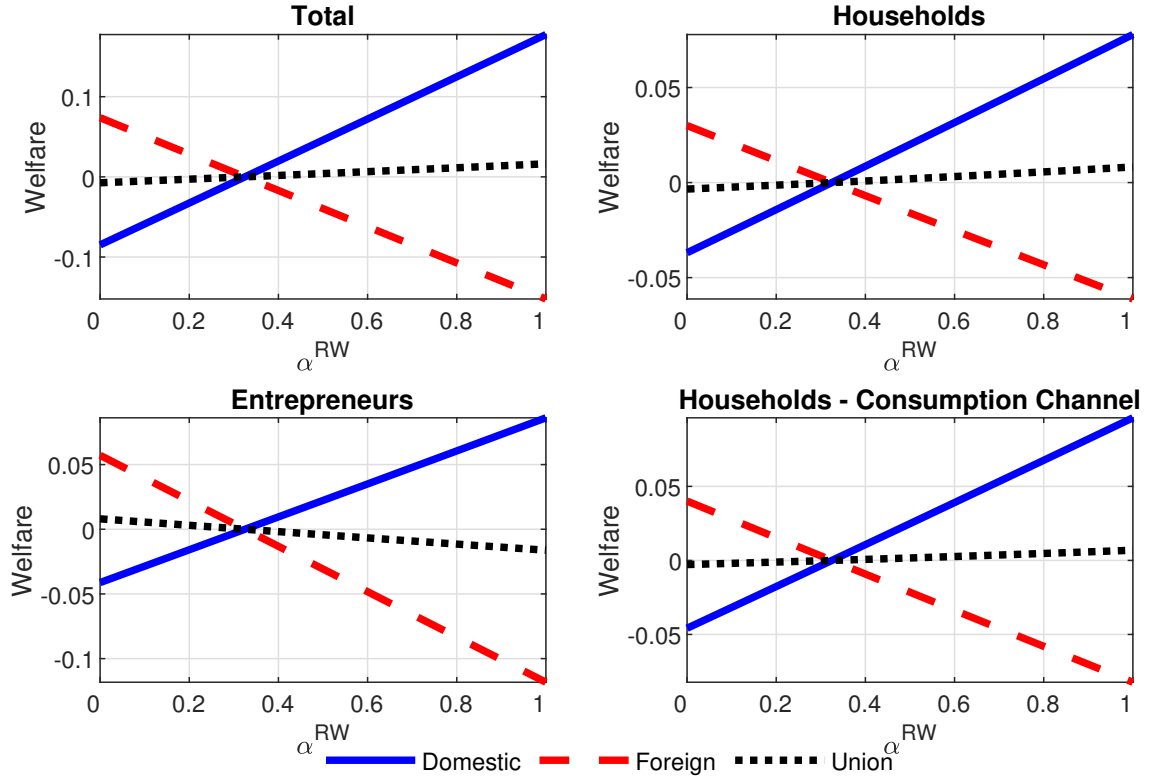 Total
Households
Welfare
0.1
0
-0.1
0 0.2 0.4 0.6 0.8 1
α^RW
Welfare
0.05
0
-0.05
0 0.2 0.4 0.6 0.8 1
α^RW
Entrepreneurs
Households - Consumption Channel
Welfare
0.05
0
-0.05
-0.1
0 0.2 0.4 0.6 0.8 1
α^RW
Welfare
0.05
0
-0.05
0 0.2 0.4 0.6 0.8 1
α^RW
Domestic Foreign Union